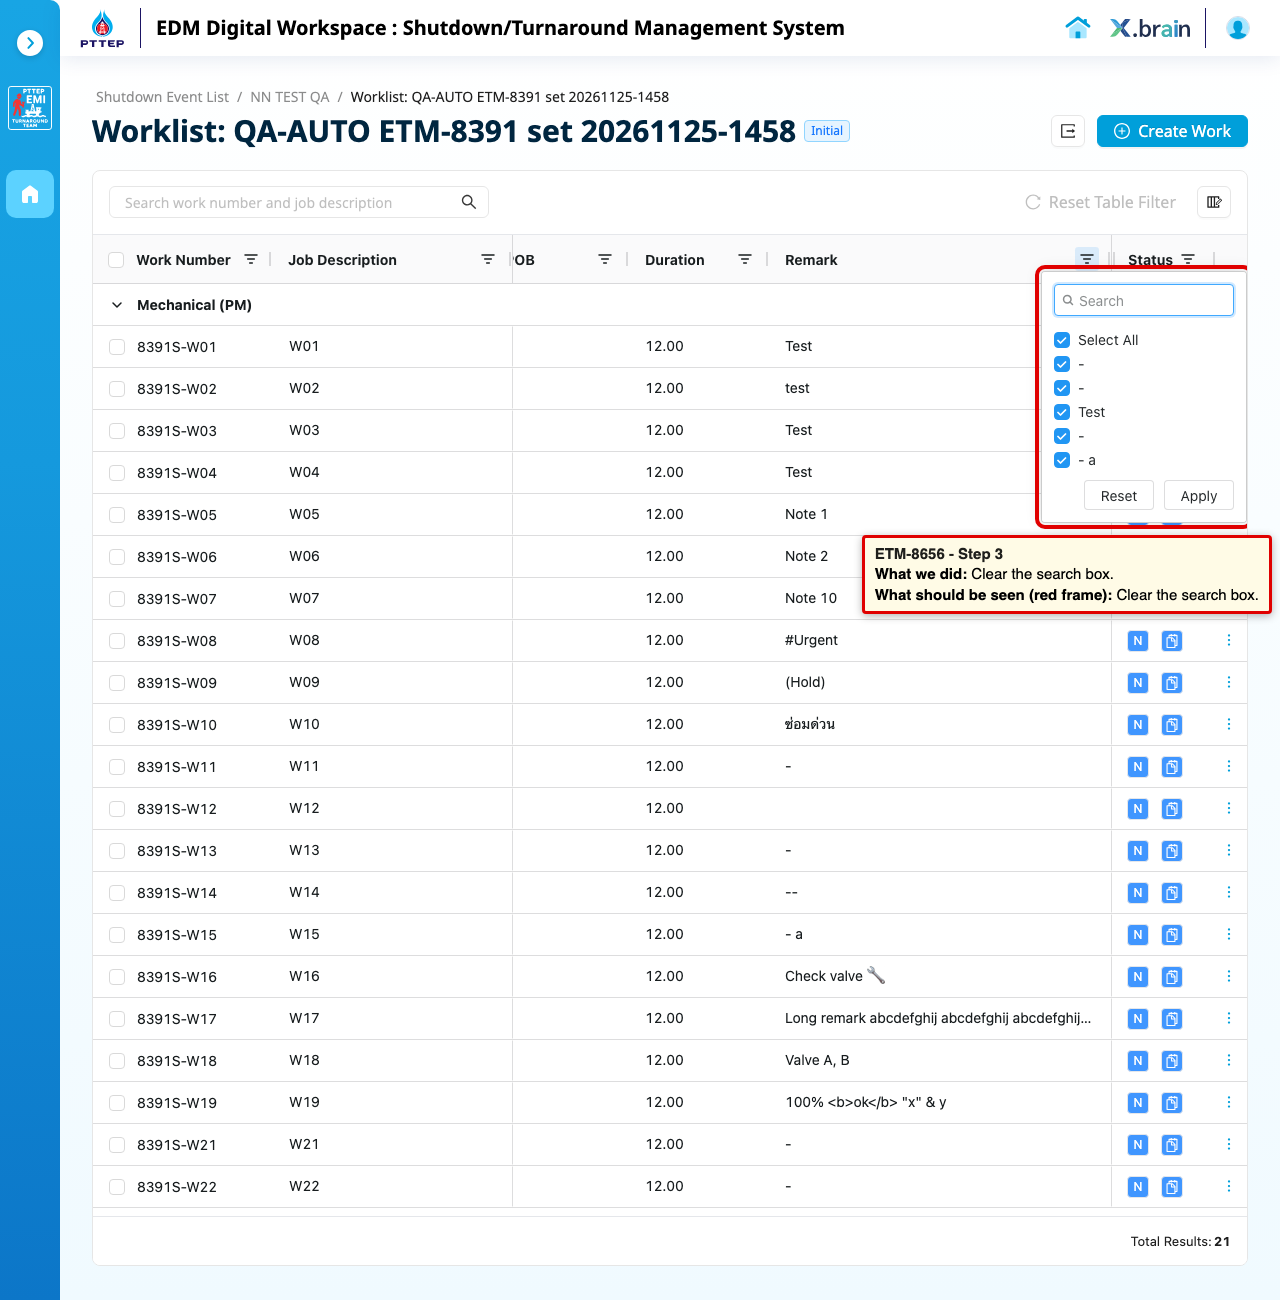 PTTEP
EDM Digital Workspace : Shutdown/Turnaround Management System
X.brain
PTTEP
EMI
TURNAROUND
TEAM
Shutdown Event List / NN TEST QA / Worklist: QA-AUTO ETM-8391 set 20261125-1458
Worklist: QA-AUTO ETM-8391 set 20261125-1458 Initial
Create Work
Search work number and job description
Reset Table Filter
Work Number Job Description POB Duration Remark Status
Mechanical (PM)
8391S-W01 W01 12.00 Test
8391S-W02 W02 12.00 test
8391S-W03 W03 12.00 Test
8391S-W04 W04 12.00 Test
8391S-W05 W05 12.00 Note 1
8391S-W06 W06 12.00 Note 2
8391S-W07 W07 12.00 Note 10
Search
Select All
-
-
Test
-
- a
Reset Apply
ETM-8656 - Step 3
What we did: Clear the search box.
What should be seen (red frame): Clear the search box.
8391S-W08 W08 12.00 #Urgent N
8391S-W09 W09 12.00 (Hold) N
8391S-W10 W10 12.00 ซ่อมด่วน N
8391S-W11 W11 12.00 - N
8391S-W12 W12 12.00 N
8391S-W13 W13 12.00 - N
8391S-W14 W14 12.00 -- N
8391S-W15 W15 12.00 - a N
8391S-W16 W16 12.00 Check valve 🔧 N
8391S-W17 W17 12.00 Long remark abcdefghij abcdefghij abcdefghij... N
8391S-W18 W18 12.00 Valve A, B N
8391S-W19 W19 12.00 100% <b>ok</b> "x" & y N
8391S-W21 W21 12.00 - N
8391S-W22 W22 12.00 - N
Total Results: 21